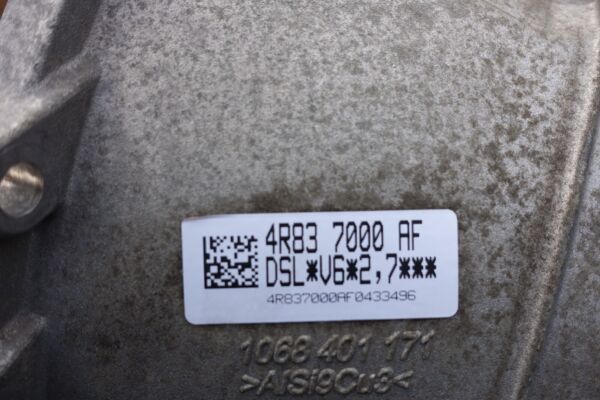 4R83 7000 AF
DSL*V6*2,7***
4R837000AF0433496
1068 401 171
>AlSi9Cu3<